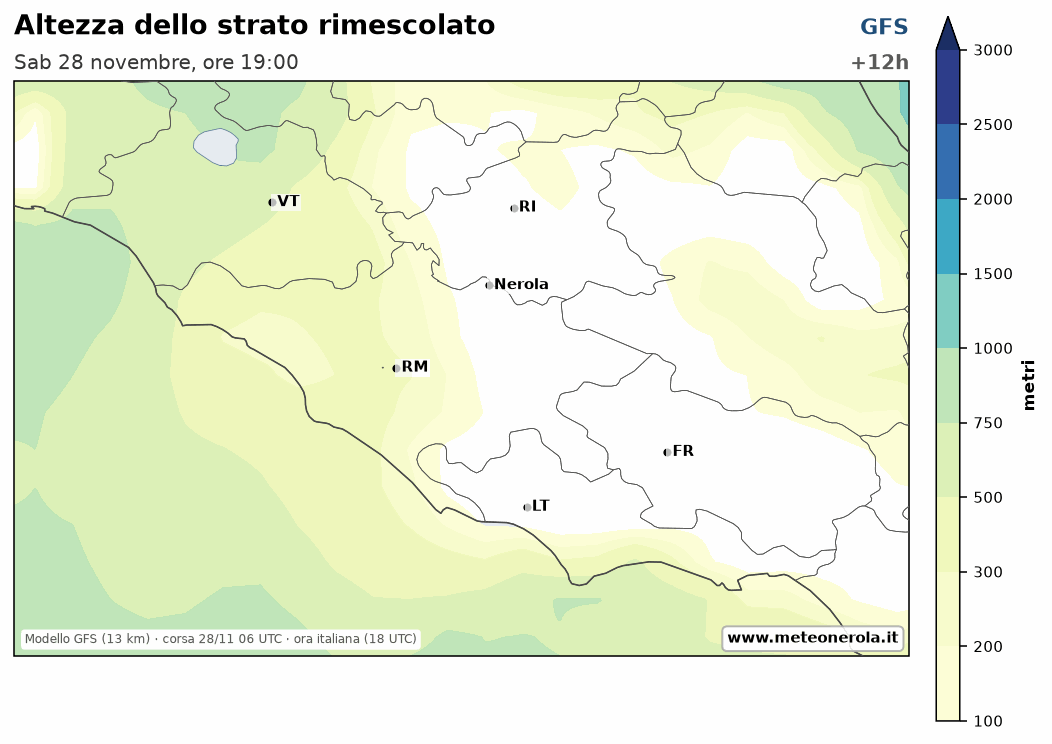 Altezza dello strato rimescolato
GFS
Sab 28 novembre, ore 19:00
+12h
3000
2500
2000
1500
1000
750
500
300
200
100
metri
VT
RI
Nerola
RM
FR
LT
Modello GFS (13 km) · corsa 28/11 06 UTC · ora italiana (18 UTC)
www.meteonerola.it